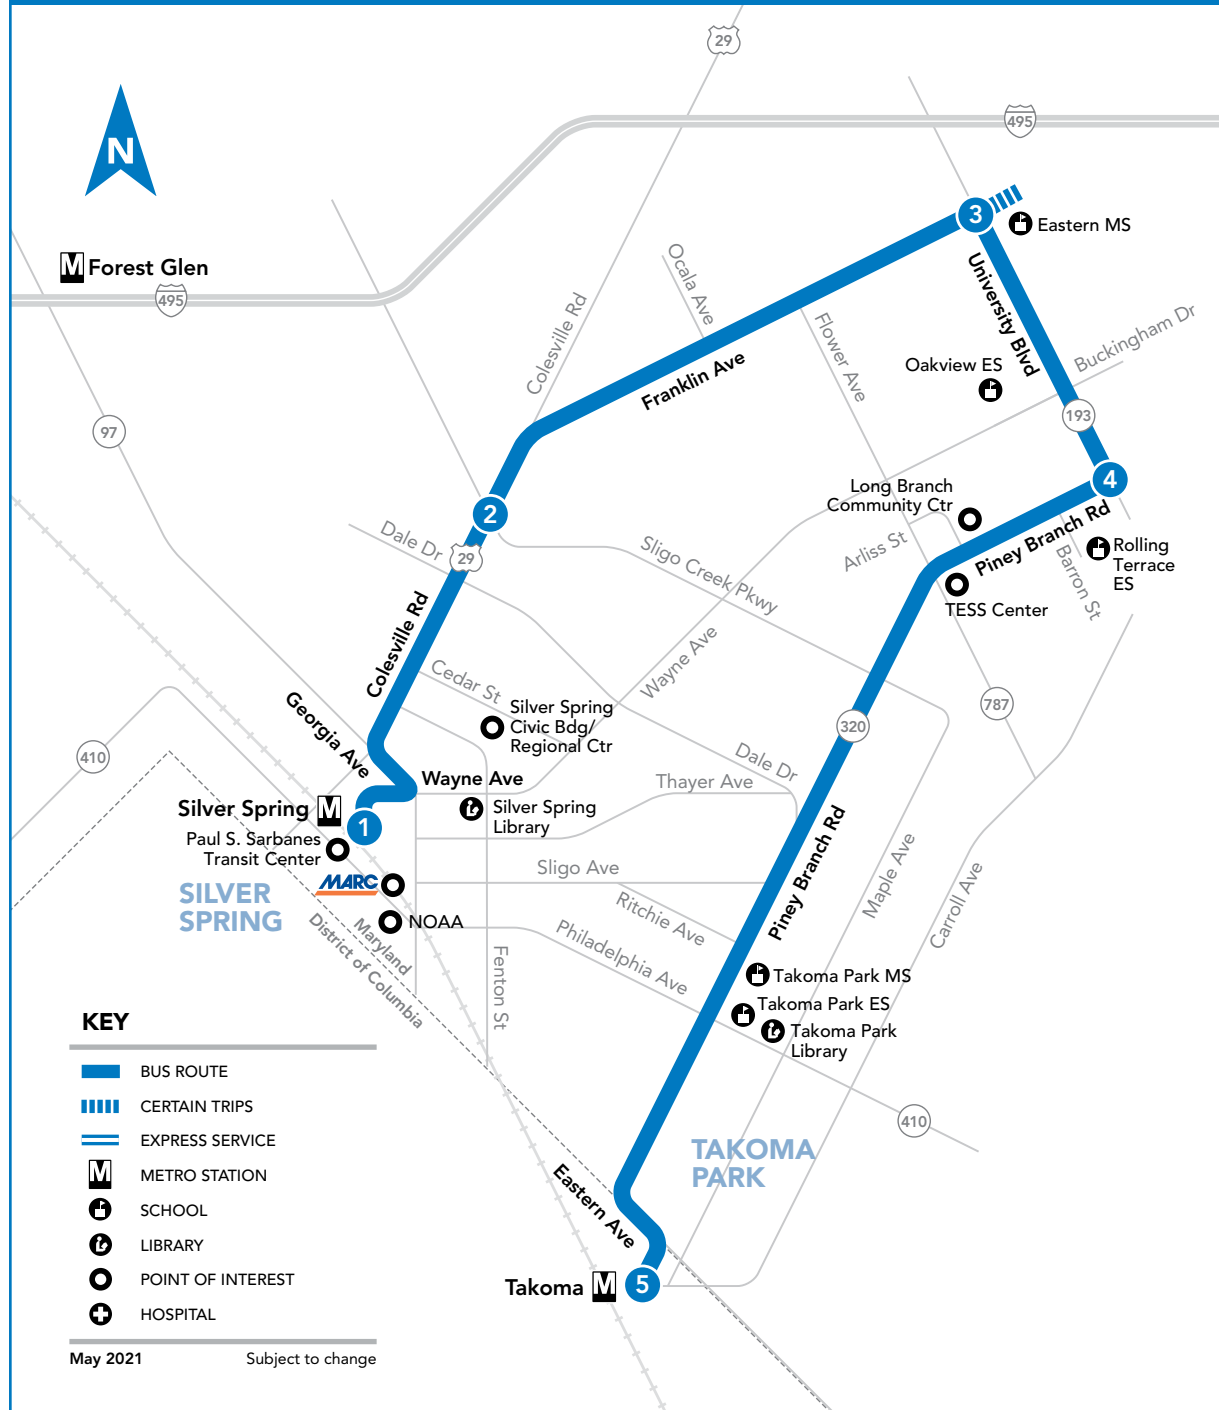 29
495
N
3
Eastern MS
Forest Glen
495
Ocala Ave
University Blvd
Colesville Rd
Flower Ave
Buckingham Dr
Franklin Ave
Oakview ES
97
193
4
Long Branch
Community Ctr
2
Dale Dr
29
Sligo Creek Pkwy
Arliss St
Piney Branch Rd
Barron St
Rolling
Terrace
ES
TESS Center
Colesville Rd
Wayne Ave
Cedar St
Georgia Ave
Silver Spring
Civic Bdg/
Regional Ctr
787
320
410
Dale Dr
Wayne Ave
Thayer Ave
Silver Spring
M
1
Silver Spring
Library
Paul S. Sarbanes
Transit Center
Piney Branch Rd
Maple Ave
MARC
SILVER
SPRING
Sligo Ave
Ritchie Ave
Carroll Ave
NOAA
Maryland
District of Columbia
Fenton St
Philadelphia Ave
Takoma Park MS
Takoma Park ES
Takoma Park
Library
410
TAKOMA
PARK
Eastern Ave
Takoma
M
5
KEY
BUS ROUTE
CERTAIN TRIPS
EXPRESS SERVICE
M
METRO STATION
SCHOOL
LIBRARY
POINT OF INTEREST
HOSPITAL
May 2021
Subject to change
495
M